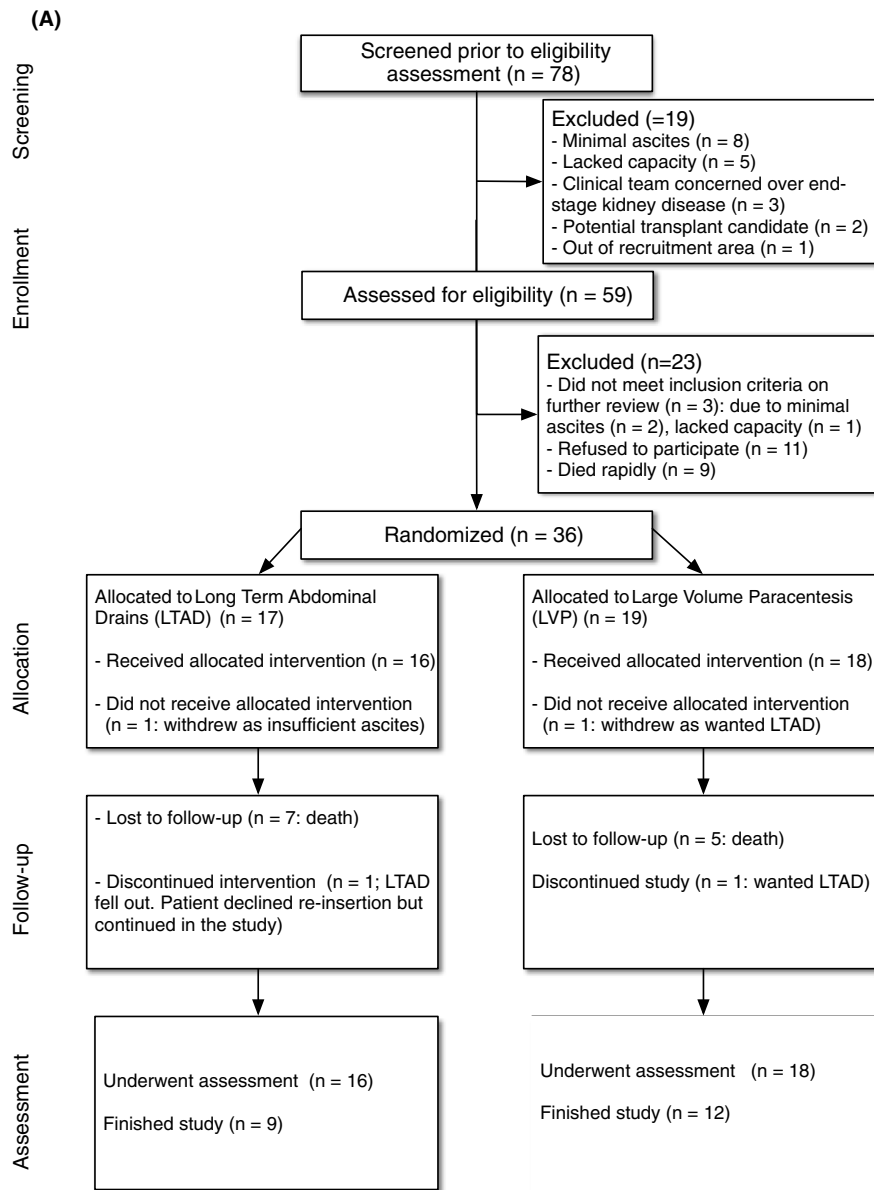 (A)
Screening
Screened prior to eligibility
assessment (n = 78)
Excluded (=19)
- Minimal ascites (n = 8)
- Lacked capacity (n = 5)
- Clinical team concerned over end-
stage kidney disease (n = 3)
- Potential transplant candidate (n = 2)
- Out of recruitment area (n = 1)
Enrollment
Assessed for eligibility (n = 59)
Excluded (n=23)
- Did not meet inclusion criteria on
further review (n = 3): due to minimal
ascites (n = 2), lacked capacity (n = 1)
- Refused to participate (n = 11)
- Died rapidly (n = 9)
Randomized (n = 36)
Allocation
Allocated to Long Term Abdominal
Drains (LTAD) (n = 17)
- Received allocated intervention (n = 16)
- Did not receive allocated intervention
(n = 1: withdrew as insufficient ascites)
Allocated to Large Volume Paracentesis
(LVP) (n = 19)
- Received allocated intervention (n = 18)
- Did not receive allocated intervention
(n = 1: withdrew as wanted LTAD)
Follow-up
- Lost to follow-up (n = 7: death)
- Discontinued intervention (n = 1; LTAD
fell out. Patient declined re-insertion but
continued in the study)
Lost to follow-up (n = 5: death)
Discontinued study (n = 1: wanted LTAD)
Assessment
Underwent assessment (n = 16)
Finished study (n = 9)
Underwent assessment (n = 18)
Finished study (n = 12)